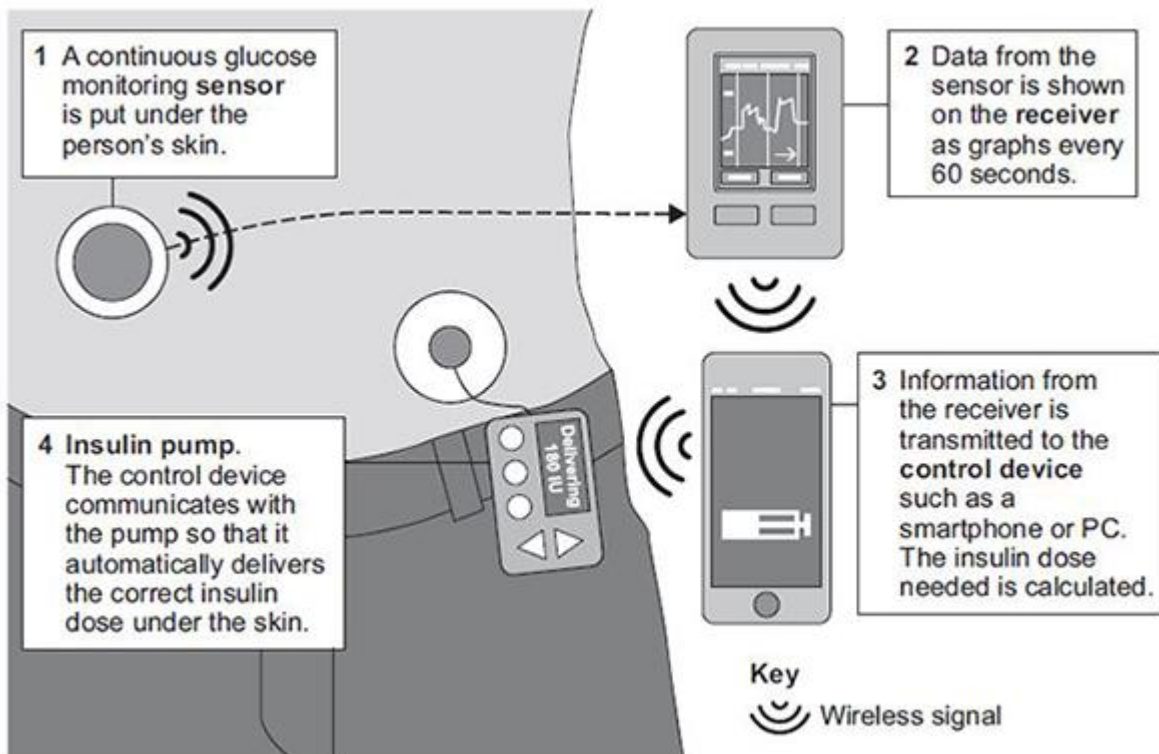 1 A continuous glucose
monitoring sensor
is put under the
person's skin.
2 Data from the
sensor is shown
on the receiver
as graphs every
60 seconds.
3 Information from
the receiver is
transmitted to the
control device
such as a
smartphone or PC.
The insulin dose
needed is calculated.
4 Insulin pump.
The control device
communicates with
the pump so that it
automatically delivers
the correct insulin
dose under the skin.
Delivering
180 IU
Key
Wireless signal